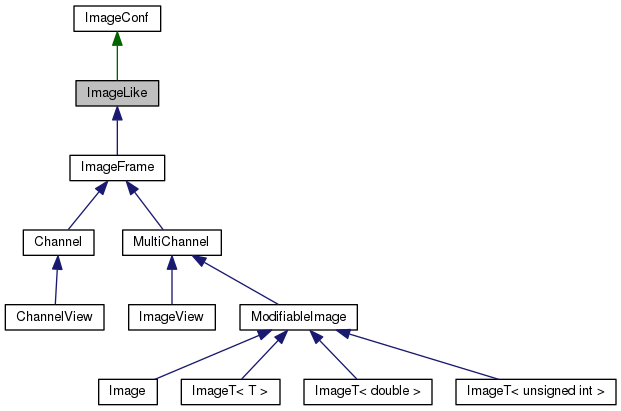 ImageConf
ImageLike
ImageFrame
Channel
MultiChannel
ChannelView
ImageView
ModifiableImage
Image
ImageT< T >
ImageT< double >
ImageT< unsigned int >